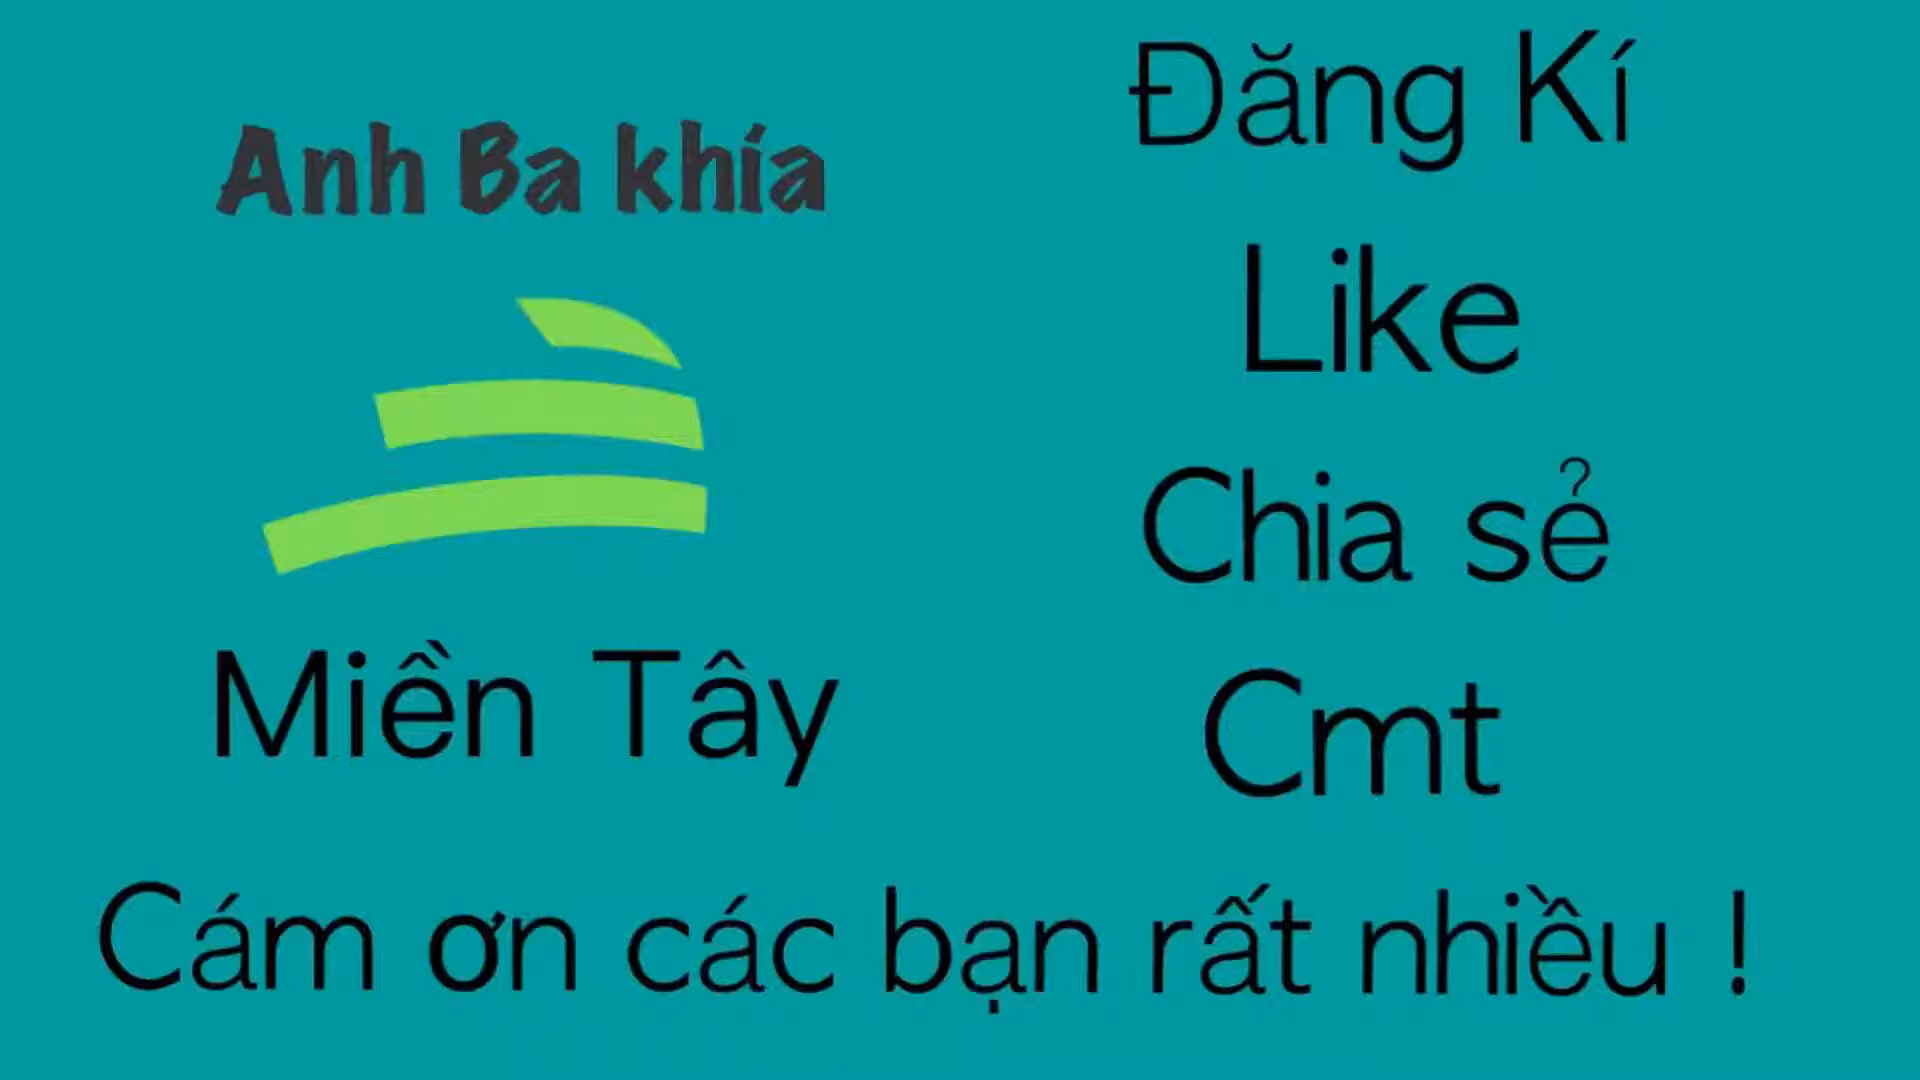 Anh Ba khía
Miền Tây
Đăng Kí
Like
Chia sẻ
Cmt
Cám ơn các bạn rất nhiều !